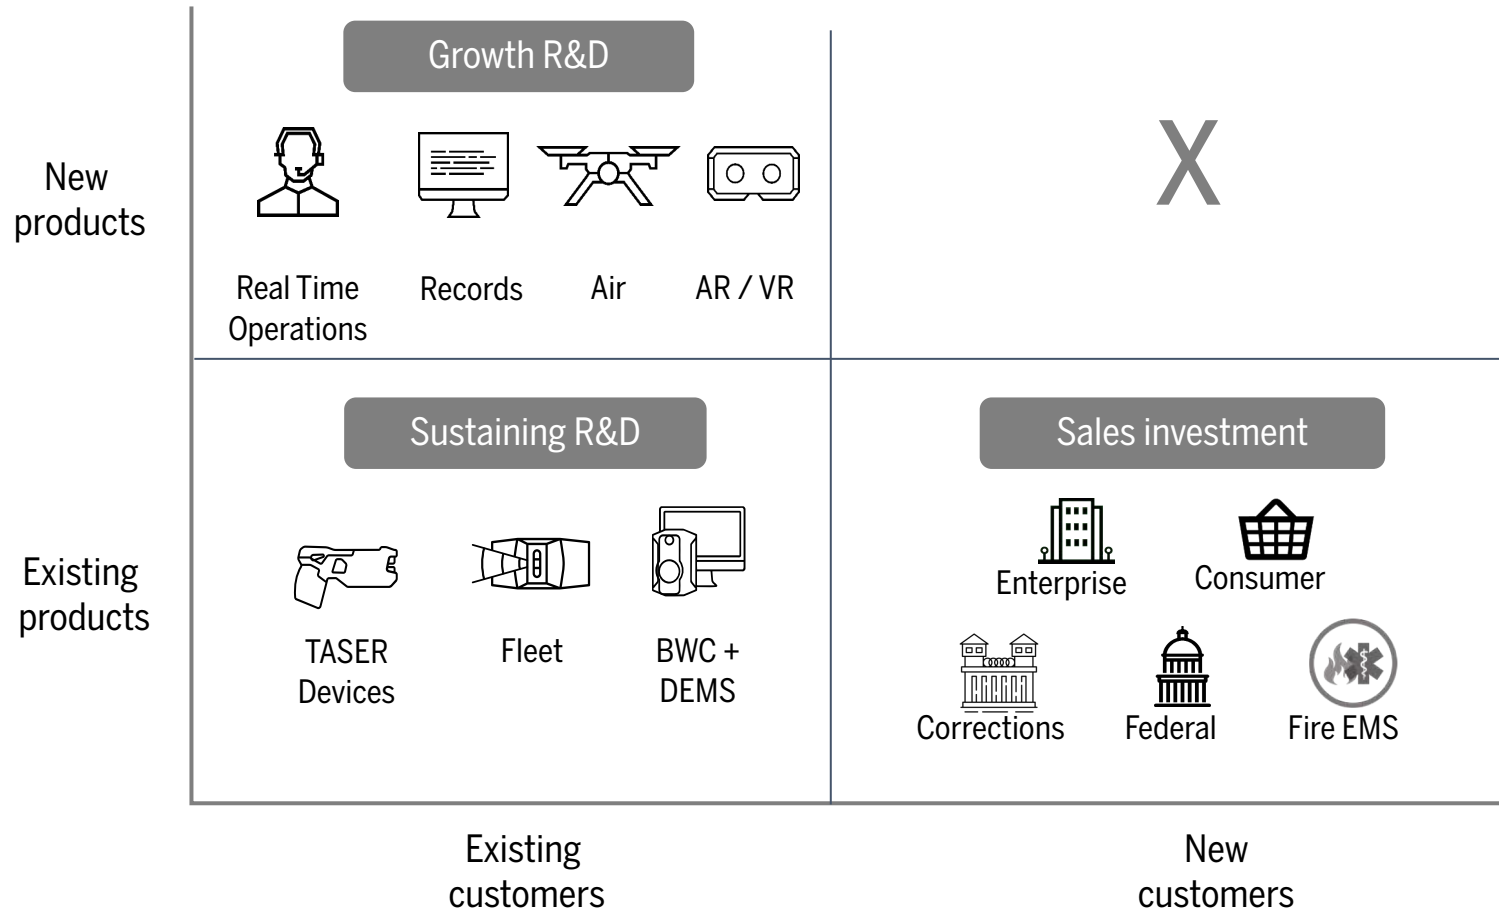 Growth R&D
X
New
products
Real Time
Operations
Records
Air
AR / VR
Sustaining R&D
Sales investment
Enterprise
Consumer
Existing
products
TASER
Devices
Fleet
BWC +
DEMS
Corrections
Federal
Fire EMS
Existing
customers
New
customers